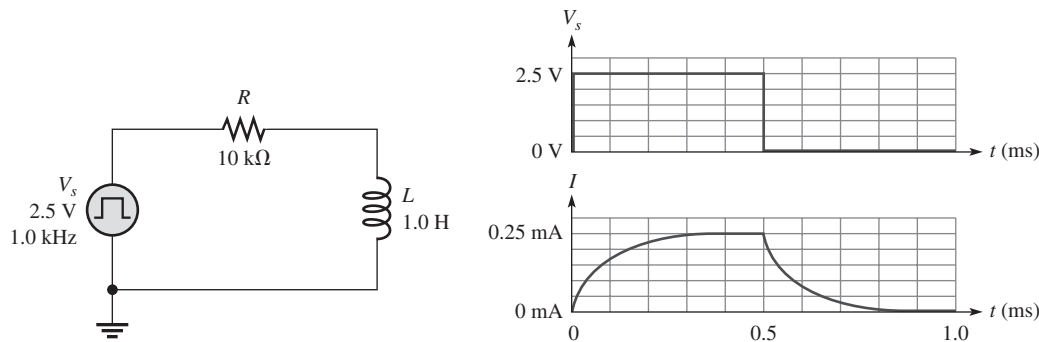 R
10 kΩ
V_s
2.5 V
1.0 kHz
L
1.0 H
V_s
2.5 V
0 V
t (ms)
I
0.25 mA
0 mA
t (ms)
0
0.5
1.0